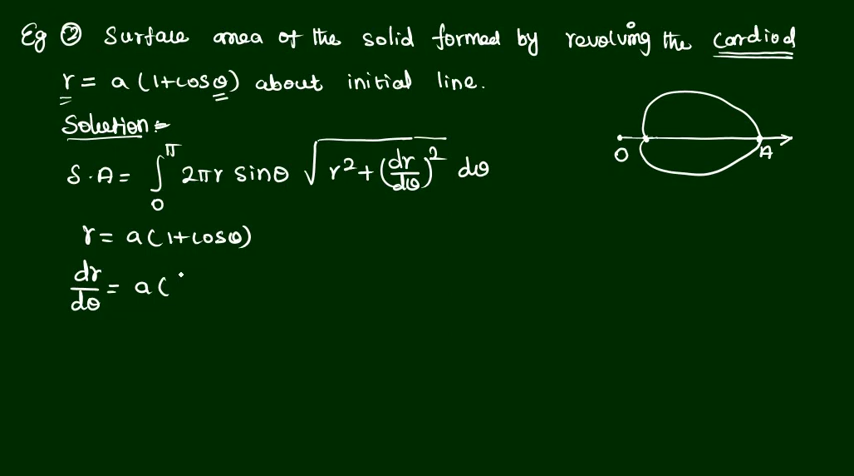 Eg ② Surface area of the solid formed by revolving the cardiod
r = a(1+cosθ) about initial line.
Solution:-
S.A = ∫₀^π 2πr sinθ √(r² + (dr/dθ)²) dθ
r = a(1+cosθ)
dr/dθ = a(
O A